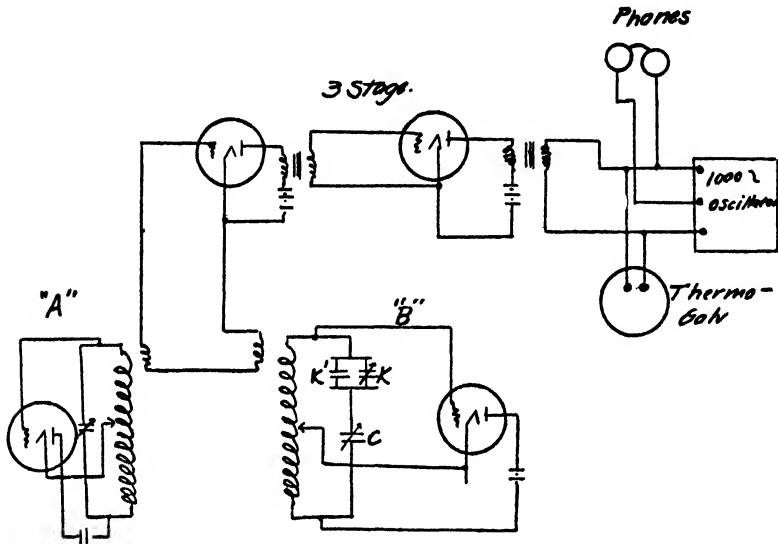 Phones
3 Stage.
1000~
Oscillator
Thermo-
Galv
"A"
"B"
K' K
C